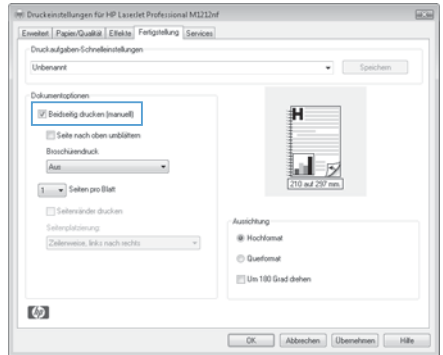 Druckeinstellungen für HP LaserJet Professional M1212nf
Erweitert Papier/Qualität Effekte Fertigstellung Services
Druckaufgaben-Schnelleinstellungen
Unbenannt Speichern
Dokumentoptionen
Beidseitig drucken (manuell)
Seite nach oben umblättern
Broschürendruck
Aus
1 Seiten pro Blatt
Seitenränder drucken
Seitenplatzierung:
Zeilenweise, links nach rechts
H
210 auf 297 mm.
Ausrichtung
Hochformat
Querformat
Um 180 Grad drehen
hp
OK Abbrechen Übernehmen Hilfe